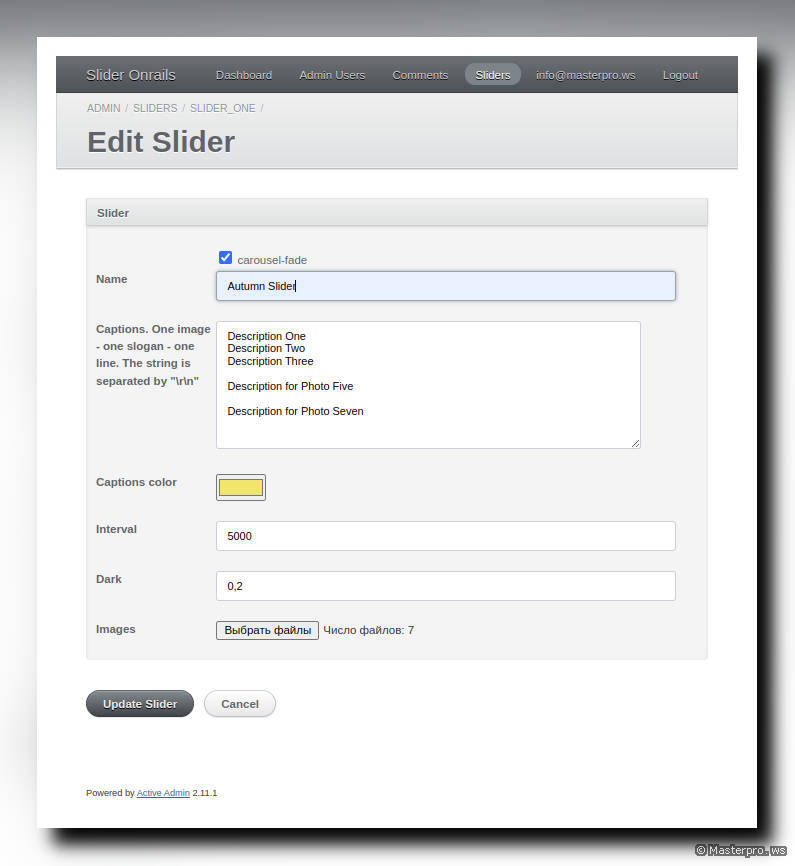 Slider Onrails Dashboard Admin Users Comments Sliders info@masterpro.ws Logout
ADMIN / SLIDERS / SLIDER_ONE /
Edit Slider
Slider
carousel-fade
Name
Autumn Slider
Captions. One image
- one slogan - one
line. The string is
separated by "\r\n"
Description One
Description Two
Description Three
Description for Photo Five
Description for Photo Seven
Captions color
Interval
5000
Dark
0,2
Images
Выбрать файлы Число файлов: 7
Update Slider Cancel
Powered by Active Admin 2.11.1
©Masterpro.ws